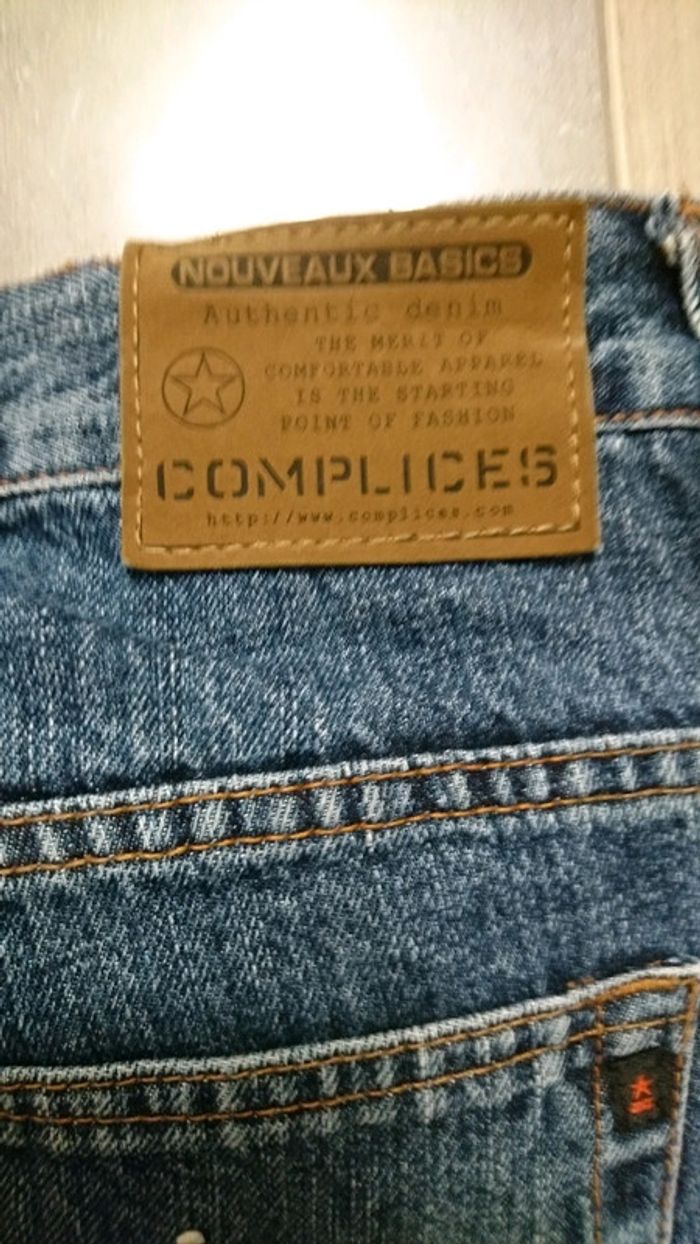 NOUVEAUX BASICS
Authentic denim
THE MERIT OF
COMFORTABLE APPAREL
IS THE STARTING
POINT OF FASHION
COMPLICES
http://www.complices.com